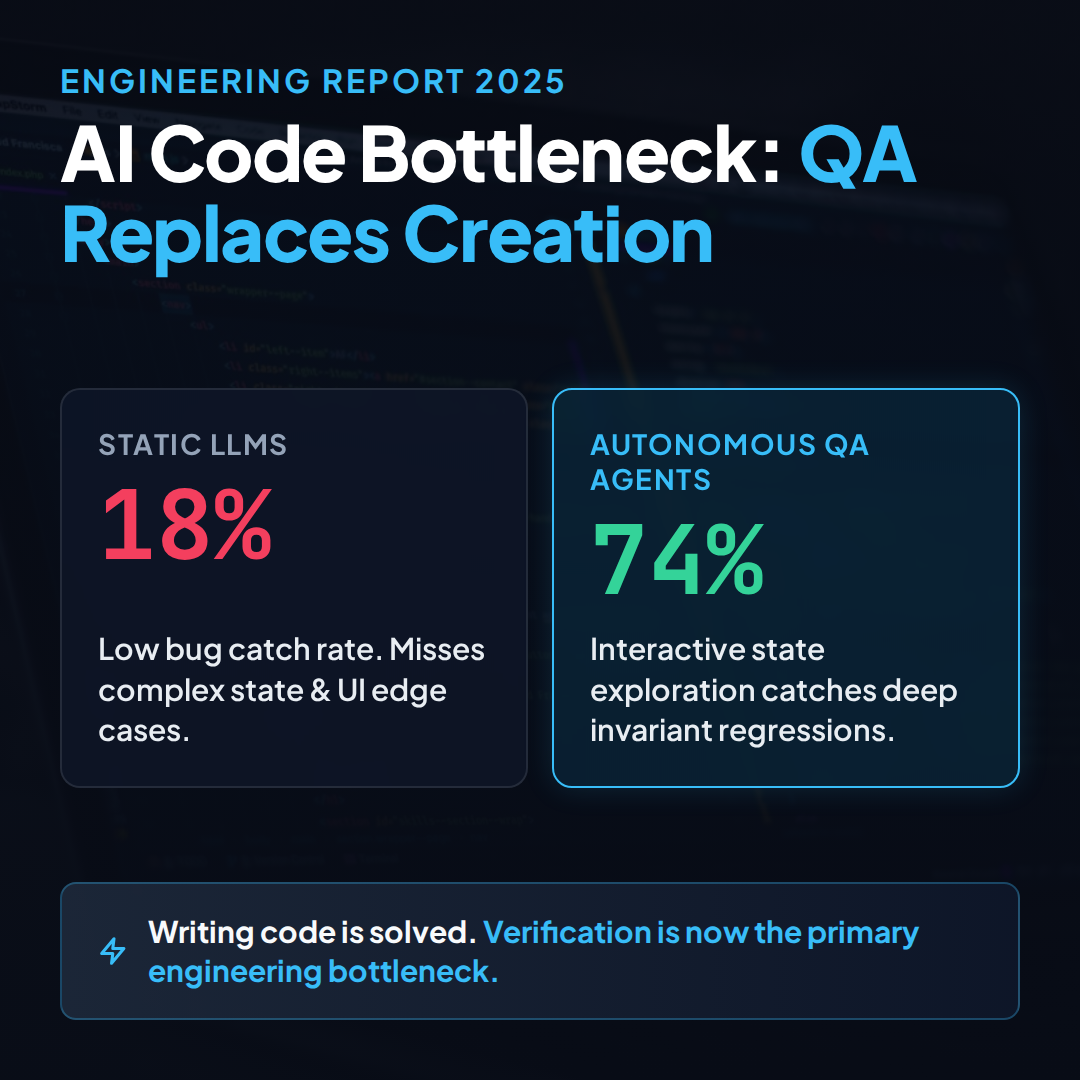 ENGINEERING REPORT 2025
AI Code Bottleneck: QA
Replaces Creation
STATIC LLMS
18%
Low bug catch rate. Misses
complex state & UI edge
cases.
AUTONOMOUS QA
AGENTS
74%
Interactive state
exploration catches deep
invariant regressions.
Writing code is solved. Verification is now the primary
engineering bottleneck.